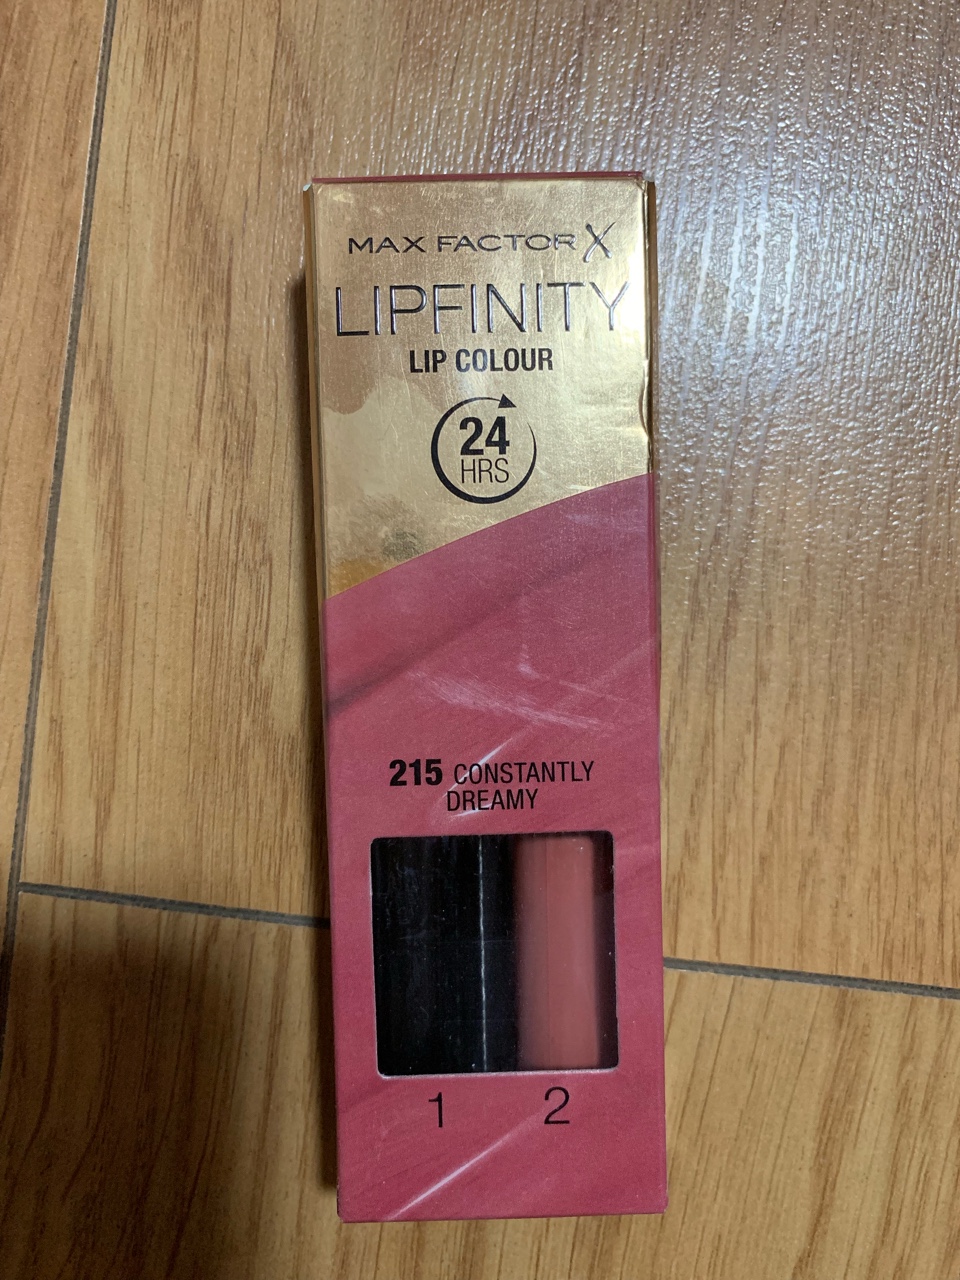 MAX FACTOR X
LIPFINITY
LIP COLOUR
24
HRS
215 CONSTANTLY
DREAMY
1 2